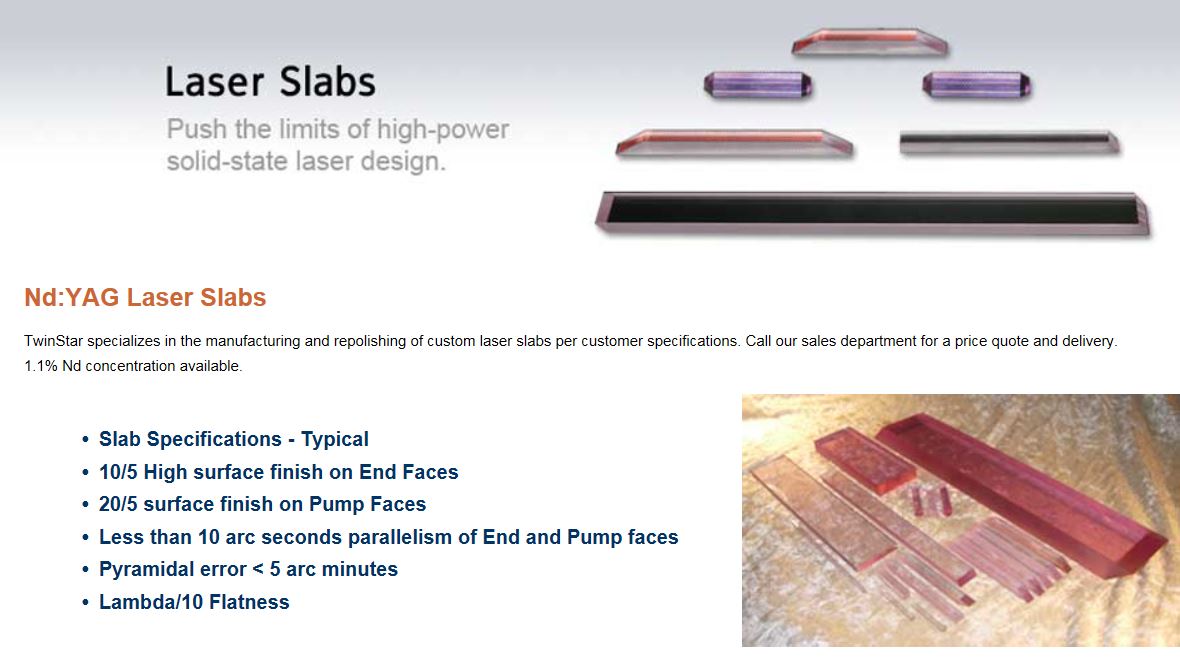 Laser Slabs
Push the limits of high-power
solid-state laser design.
Nd:YAG Laser Slabs
TwinStar specializes in the manufacturing and repolishing of custom laser slabs per customer specifications. Call our sales department for a price quote and delivery.
1.1% Nd concentration available.
• Slab Specifications - Typical
• 10/5 High surface finish on End Faces
• 20/5 surface finish on Pump Faces
• Less than 10 arc seconds parallelism of End and Pump faces
• Pyramidal error < 5 arc minutes
• Lambda/10 Flatness